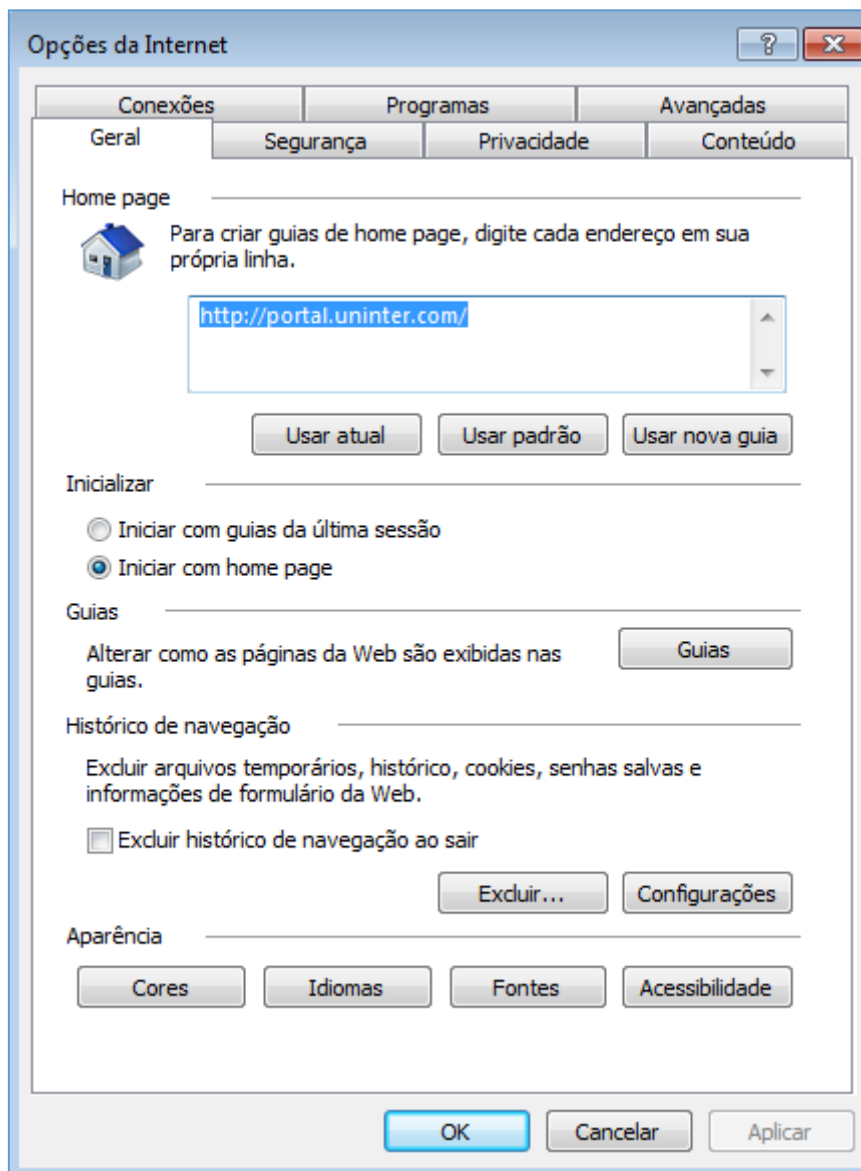 Opções da Internet
Conexões Programas Avançadas
Geral Segurança Privacidade Conteúdo
Home page
Para criar guias de home page, digite cada endereço em sua
própria linha.
http://portal.uninter.com/
Usar atual Usar padrão Usar nova guia
Inicializar
Iniciar com guias da última sessão
Iniciar com home page
Guias
Alterar como as páginas da Web são exibidas nas
guias.
Guias
Histórico de navegação
Excluir arquivos temporários, histórico, cookies, senhas salvas e
informações de formulário da Web.
Excluir histórico de navegação ao sair
Excluir... Configurações
Aparência
Cores Idiomas Fontes Acessibilidade
OK Cancelar Aplicar